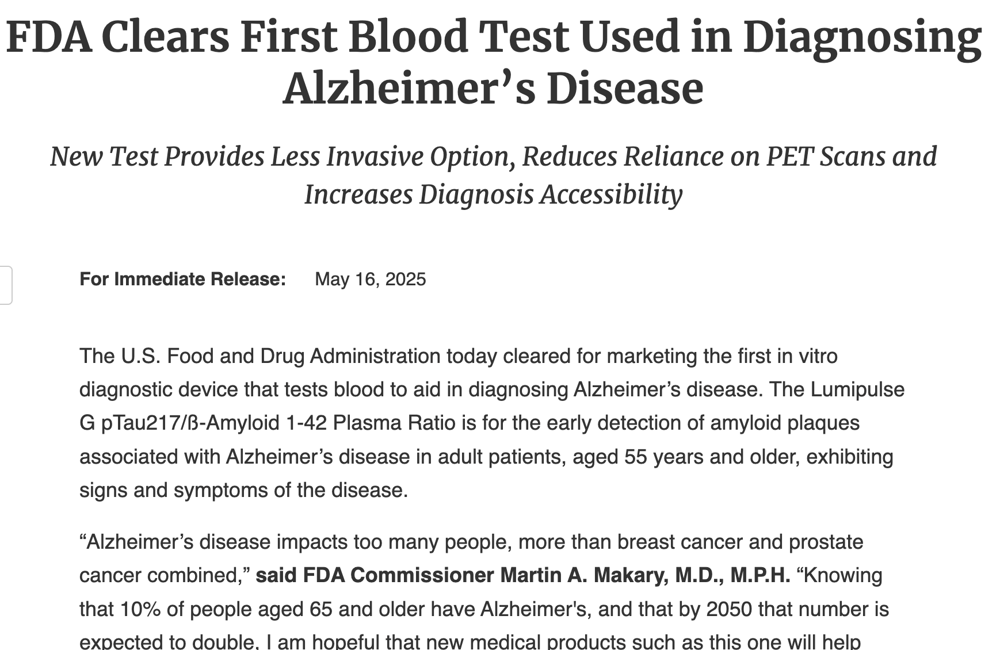 FDA Clears First Blood Test Used in Diagnosing
Alzheimer’s Disease
New Test Provides Less Invasive Option, Reduces Reliance on PET Scans and
Increases Diagnosis Accessibility
For Immediate Release: May 16, 2025
The U.S. Food and Drug Administration today cleared for marketing the first in vitro
diagnostic device that tests blood to aid in diagnosing Alzheimer’s disease. The Lumipulse
G pTau217/ß-Amyloid 1-42 Plasma Ratio is for the early detection of amyloid plaques
associated with Alzheimer’s disease in adult patients, aged 55 years and older, exhibiting
signs and symptoms of the disease.
“Alzheimer’s disease impacts too many people, more than breast cancer and prostate
cancer combined,” said FDA Commissioner Martin A. Makary, M.D., M.P.H. “Knowing
that 10% of people aged 65 and older have Alzheimer's, and that by 2050 that number is
expected to double, I am hopeful that new medical products such as this one will help